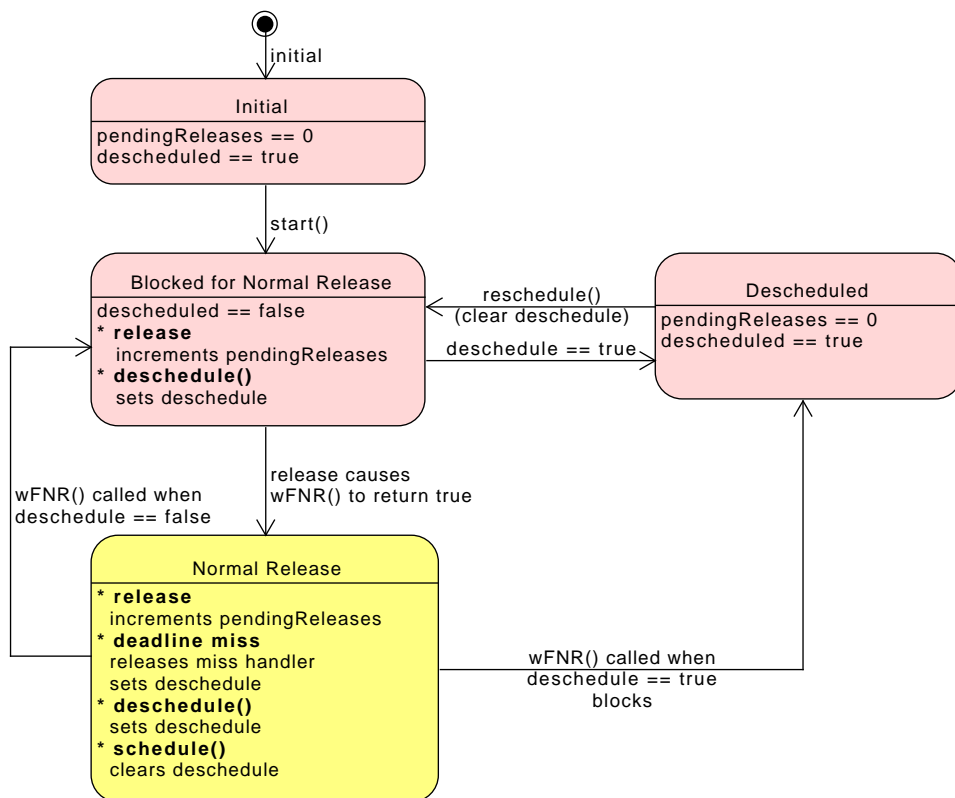 initial
Initial
pendingReleases == 0
descheduled == true
start()
Blocked for Normal Release
descheduled == false
* release
increments pendingReleases
* deschedule()
sets deschedule
reschedule()
(clear deschedule)
deschedule == true
Descheduled
pendingReleases == 0
descheduled == true
wFNR() called when
deschedule == false
release causes
wFNR() to return true
Normal Release
* release
increments pendingReleases
* deadline miss
releases miss handler
sets deschedule
* deschedule()
sets deschedule
* schedule()
clears deschedule
wFNR() called when
deschedule == true
blocks